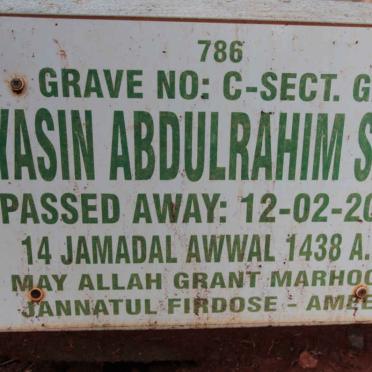 786
GRAVE NO: C-SECT. G
YASIN ABDULRAHIM S
PASSED AWAY: 12-02-20
14 JAMADAL AWWAL 1438 A.
MAY ALLAH GRANT MARHOO
JANNATUL FIRDOSE - AMEE